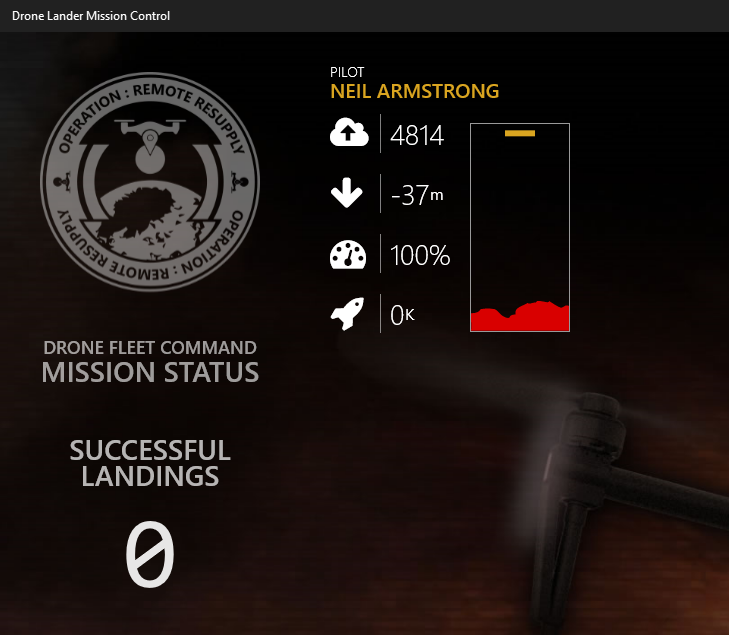 Drone Lander Mission Control
OPERATION : REMOTE RESUPPLY
OPERATION : REMOTE RESUPPLY
DRONE FLEET COMMAND
MISSION STATUS
SUCCESSFUL
LANDINGS
0
PILOT
NEIL ARMSTRONG
4814
-37m
100%
0K